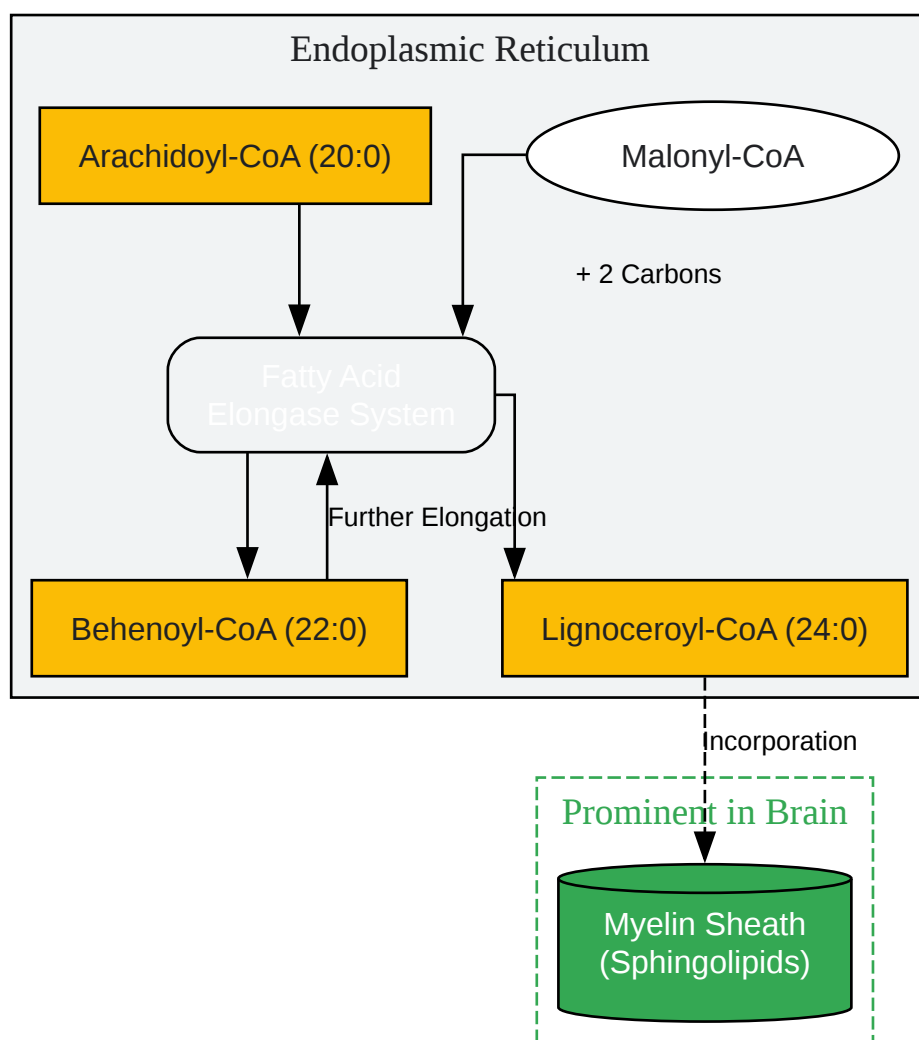 Endoplasmic Reticulum
Arachidoyl-CoA (20:0)
Malonyl-CoA
+ 2 Carbons
Fatty Acid
Elongase System
Further Elongation
Behenoyl-CoA (22:0)
Lignoceroyl-CoA (24:0)
Incorporation
Prominent in Brain
Myelin Sheath
(Sphingolipids)